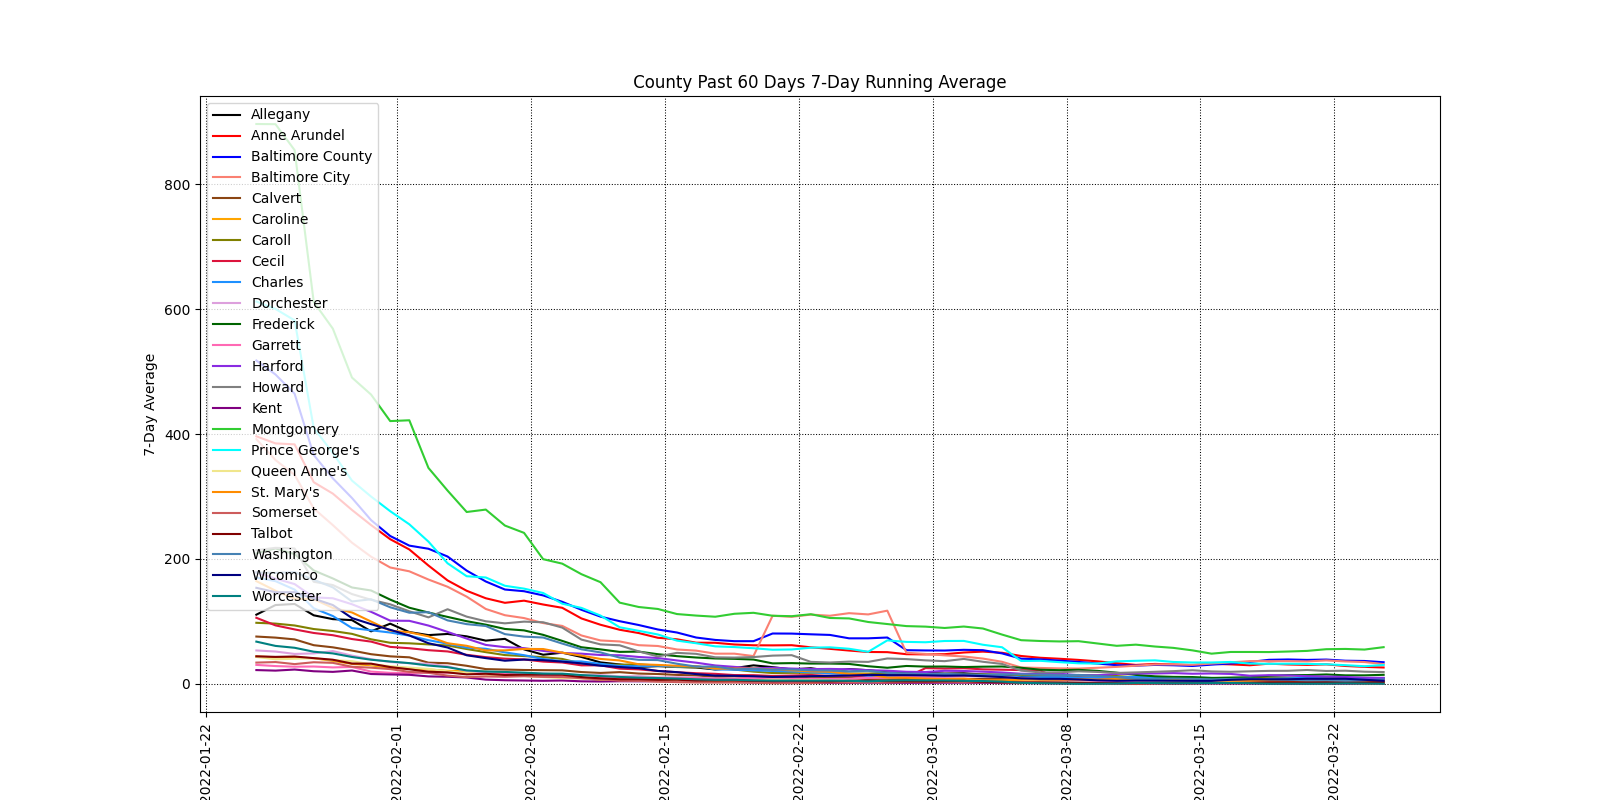 County Past 60 Days 7-Day Running Average
7-Day Average
800
600
400
200
0
Allegany
Anne Arundel
Baltimore County
Baltimore City
Calvert
Caroline
Caroll
Cecil
Charles
Dorchester
Frederick
Garrett
Harford
Howard
Kent
Montgomery
Prince George's
Queen Anne's
St. Mary's
Somerset
Talbot
Washington
Wicomico
Worcester
2022-01-22
2022-02-01
2022-02-08
2022-02-15
2022-02-22
2022-03-01
2022-03-08
2022-03-15
2022-03-22